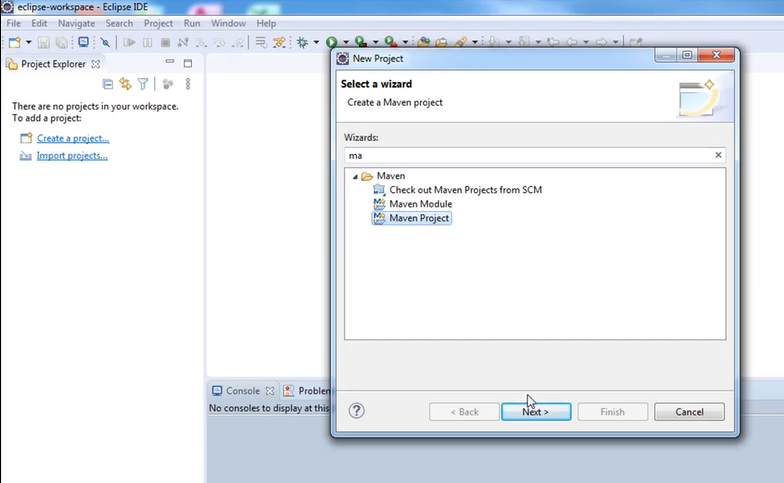 eclipse-workspace - Eclipse IDE
File Edit Navigate Search Project Run Window Help
Project Explorer
There are no projects in your workspace.
To add a project:
Create a project...
Import projects...
New Project
Select a wizard
Create a Maven project
Wizards:
ma
Maven
Check out Maven Projects from SCM
Maven Module
Maven Project
Console Problem
No consoles to display at this
? < Back Next > Finish Cancel